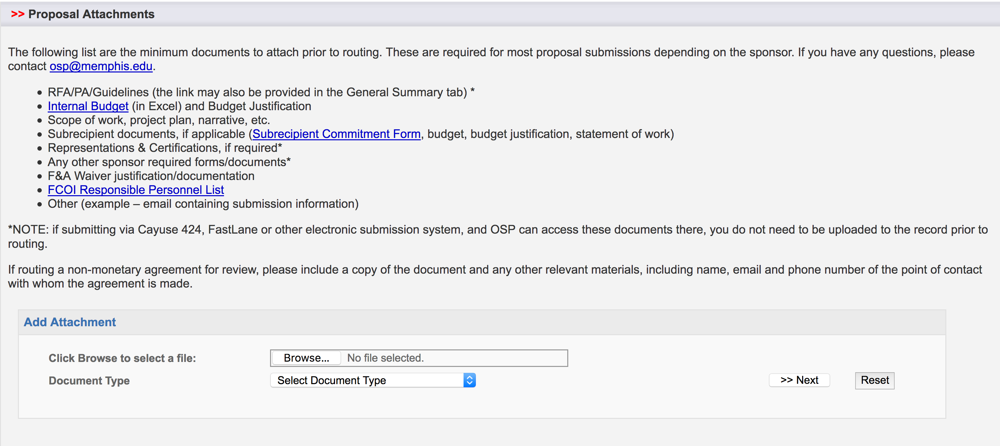 >> Proposal Attachments
The following list are the minimum documents to attach prior to routing. These are required for most proposal submissions depending on the sponsor. If you have any questions, please
contact osp@memphis.edu.
• RFA/PA/Guidelines (the link may also be provided in the General Summary tab) *
• Internal Budget (in Excel) and Budget Justification
• Scope of work, project plan, narrative, etc.
• Subrecipient documents, if applicable (Subrecipient Commitment Form, budget, budget justification, statement of work)
• Representations & Certifications, if required*
• Any other sponsor required forms/documents*
• F&A Waiver justification/documentation
• FCOI Responsible Personnel List
• Other (example – email containing submission information)
*NOTE: if submitting via Cayuse 424, FastLane or other electronic submission system, and OSP can access these documents there, you do not need to be uploaded to the record prior to
routing.
If routing a non-monetary agreement for review, please include a copy of the document and any other relevant materials, including name, email and phone number of the point of contact
with whom the agreement is made.
Add Attachment
Click Browse to select a file: Browse... No file selected.
Document Type Select Document Type >> Next Reset